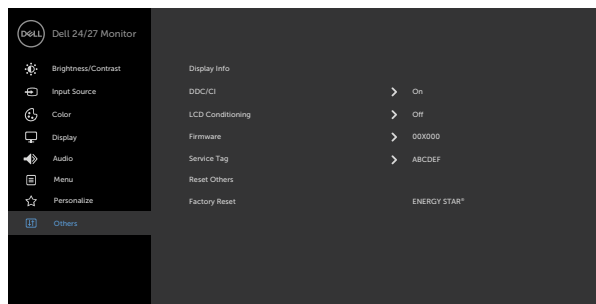 DELL Dell 24/27 Monitor
Brightness/Contrast
Input Source
Color
Display
Audio
Menu
Personalize
Others
Display Info
DDC/CI > On
LCD Conditioning > Off
Firmware > 00X000
Service Tag > ABCDEF
Reset Others
Factory Reset ENERGY STAR®